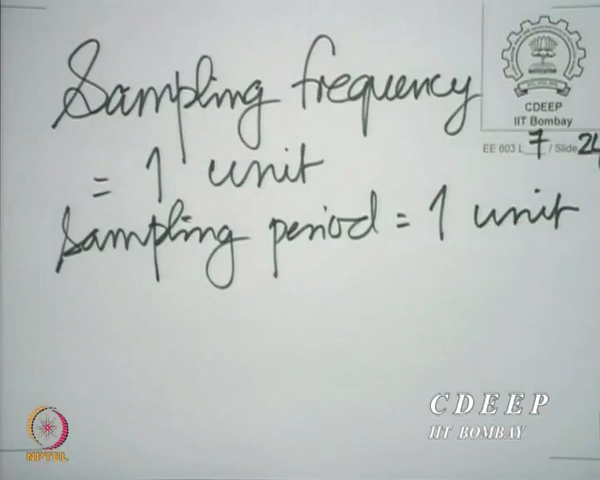 Sampling frequency
= 1 unit
Sampling period = 1 unit
CDEEP
IIT Bombay
EE 603 L 7 / Slide 24
NPTEL
CDEEP
IIT BOMBAY